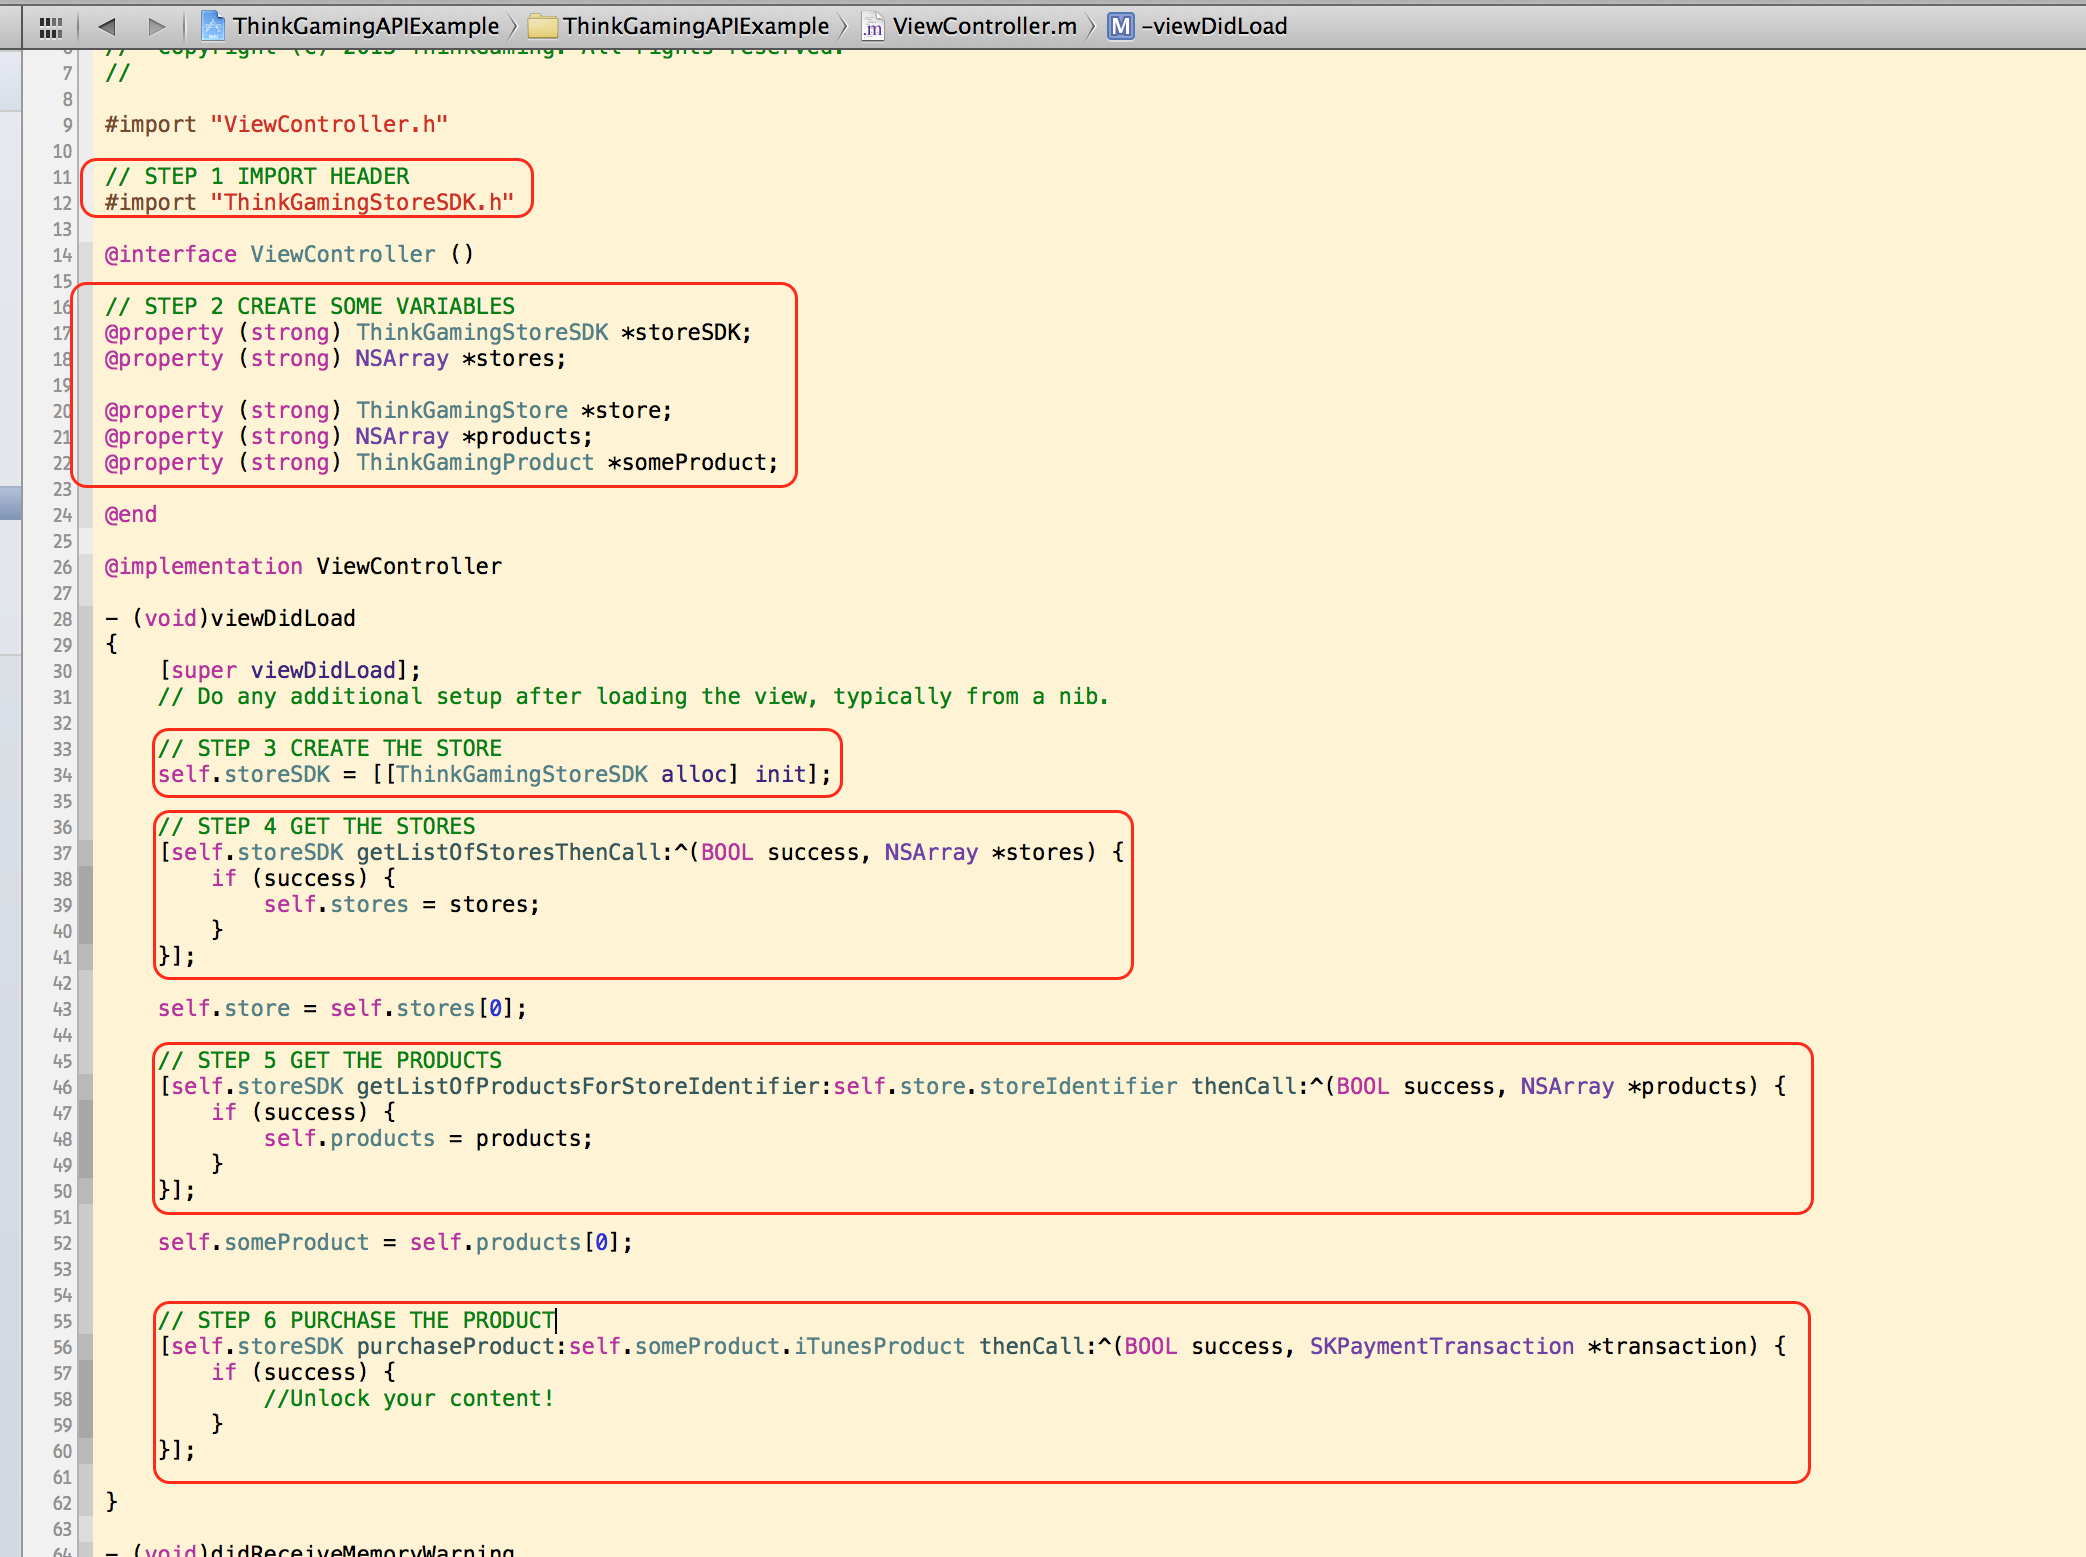 ThinkGamingAPIExample ThinkGamingAPIExample ViewController.m M -viewDidLoad
6 // Copyright (c) 2013 ThinkGaming. All rights reserved.
7 //
8
9 #import "ViewController.h"
10
11 // STEP 1 IMPORT HEADER
12 #import "ThinkGamingStoreSDK.h"
13
14 @interface ViewController ()
15
16 // STEP 2 CREATE SOME VARIABLES
17 @property (strong) ThinkGamingStoreSDK *storeSDK;
18 @property (strong) NSArray *stores;
19
20 @property (strong) ThinkGamingStore *store;
21 @property (strong) NSArray *products;
22 @property (strong) ThinkGamingProduct *someProduct;
23
24 @end
25
26 @implementation ViewController
27
28 - (void)viewDidLoad
29 {
30 [super viewDidLoad];
31 // Do any additional setup after loading the view, typically from a nib.
32
33 // STEP 3 CREATE THE STORE
34 self.storeSDK = [[ThinkGamingStoreSDK alloc] init];
35
36 // STEP 4 GET THE STORES
37 [self.storeSDK getListOfStoresThenCall:^(BOOL success, NSArray *stores) {
38 if (success) {
39 self.stores = stores;
40 }
41 }];
42
43 self.store = self.stores[0];
44
45 // STEP 5 GET THE PRODUCTS
46 [self.storeSDK getListOfProductsForStoreIdentifier:self.store.storeIdentifier thenCall:^(BOOL success, NSArray *products) {
47 if (success) {
48 self.products = products;
49 }
50 }];
51
52 self.someProduct = self.products[0];
53
54
55 // STEP 6 PURCHASE THE PRODUCT
56 [self.storeSDK purchaseProduct:self.someProduct.iTunesProduct thenCall:^(BOOL success, SKPaymentTransaction *transaction) {
57 if (success) {
58 //Unlock your content!
59 }
60 }];
61
62 }
63
64 - (void)didReceiveMemoryWarning